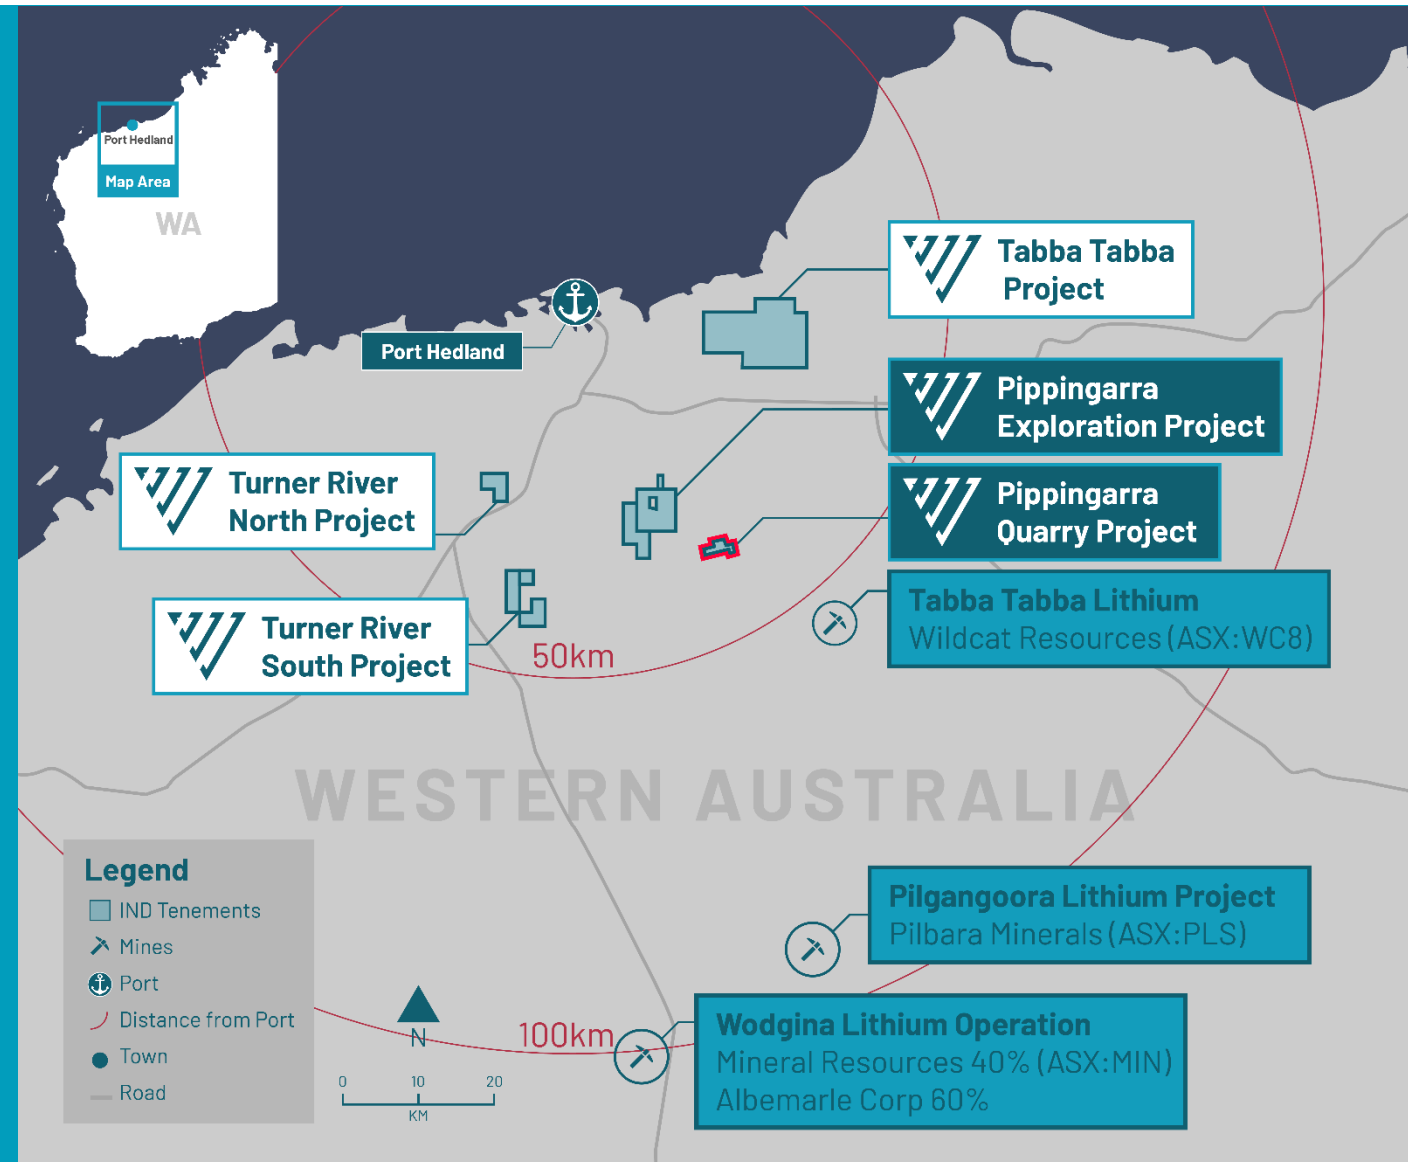 Port Hedland
Map Area
WA
Tabba Tabba
Project
Port Hedland
Pippingarra
Exploration Project
Turner River
North Project
Pippingarra
Quarry Project
Tabba Tabba Lithium
Wildcat Resources (ASX:WC8)
Turner River
South Project
50km
WESTERN AUSTRALIA
Legend
IND Tenements
Mines
Port
Distance from Port
Town
Road
Pilgangoora Lithium Project
Pilbara Minerals (ASX:PLS)
N
100km
0 10 20
KM
Wodgina Lithium Operation
Mineral Resources 40% (ASX:MIN)
Albemarle Corp 60%